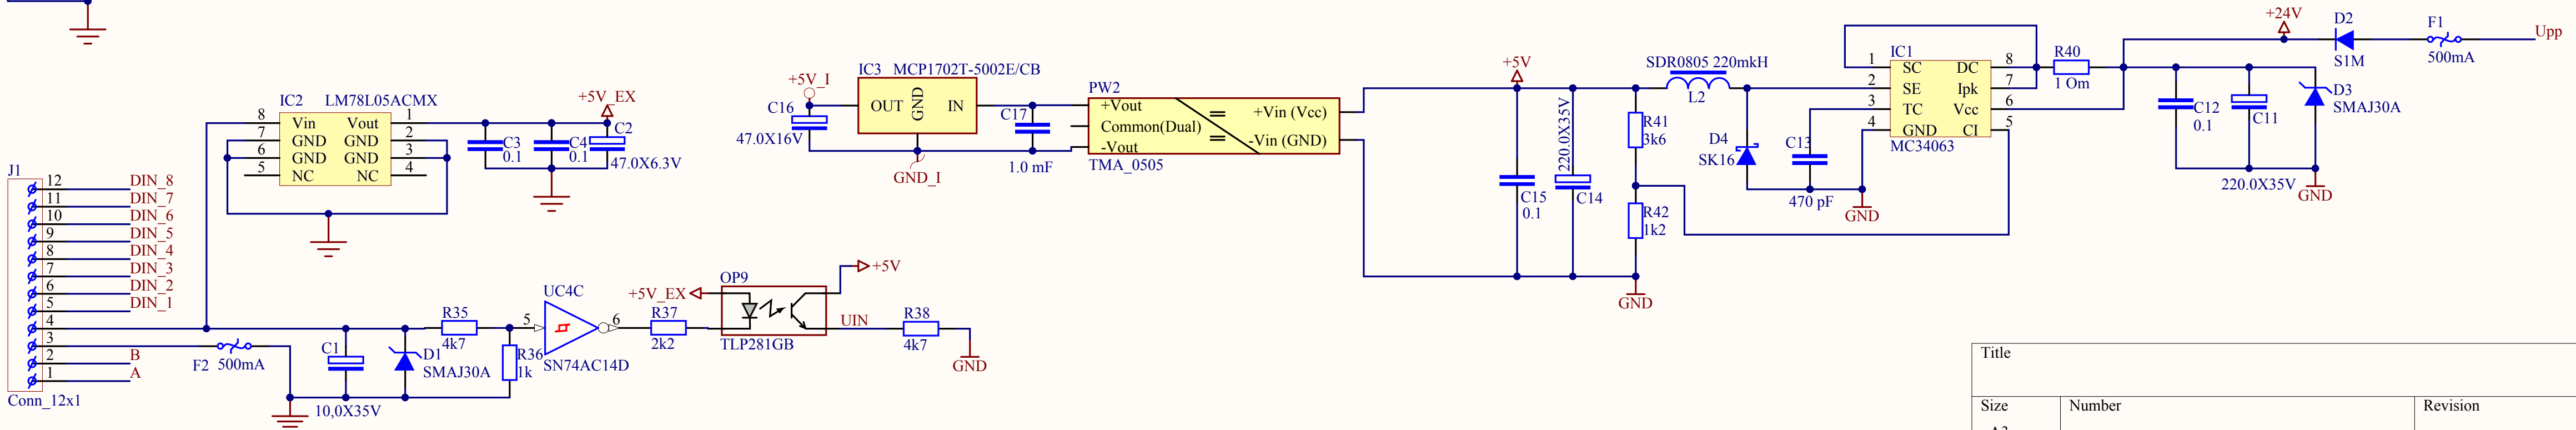 J1
12 DIN_8
11 DIN_7
10 DIN_6
9 DIN_5
8 DIN_4
7 DIN_3
6 DIN_2
5 DIN_1
4
3
2 B
1 A
Conn_12x1
F2 500mA
IC2 LM78L05ACMX
8 Vin Vout 1
7 GND GND 2
6 GND GND 3
5 NC NC 4
C3
0.1
C4
0.1
+5V_EX
C2
47.0X6.3V
C1
10,0X35V
D1
SMAJ30A
R35
4k7
R36
1k
UC4C
5 6
SN74AC14D
+5V_EX
R37
2k2
OP9
TLP281GB
+5V
UIN
R38
4k7
GND
+5V_I
C16
47.0X16V
IC3 MCP1702T-5002E/CB
OUT GND IN
GND_I
C17
1.0 mF
PW2
+Vout +Vin (Vcc)
Common(Dual)
-Vout -Vin (GND)
TMA_0505
+5V
C15
0.1
220.0X35V
C14
R41
3k6
R42
1k2
GND
SDR0805 220mkH
L2
D4
SK16
C13
470 pF
GND
IC1
1 SC DC 8
2 SE Ipk 7
3 TC Vcc 6
4 GND CI 5
MC34063
R40
1 Om
C12
0.1
C11
220.0X35V
+24V
D2
S1M
F1
500mA
Upp
D3
SMAJ30A
GND
Title
Size Number Revision